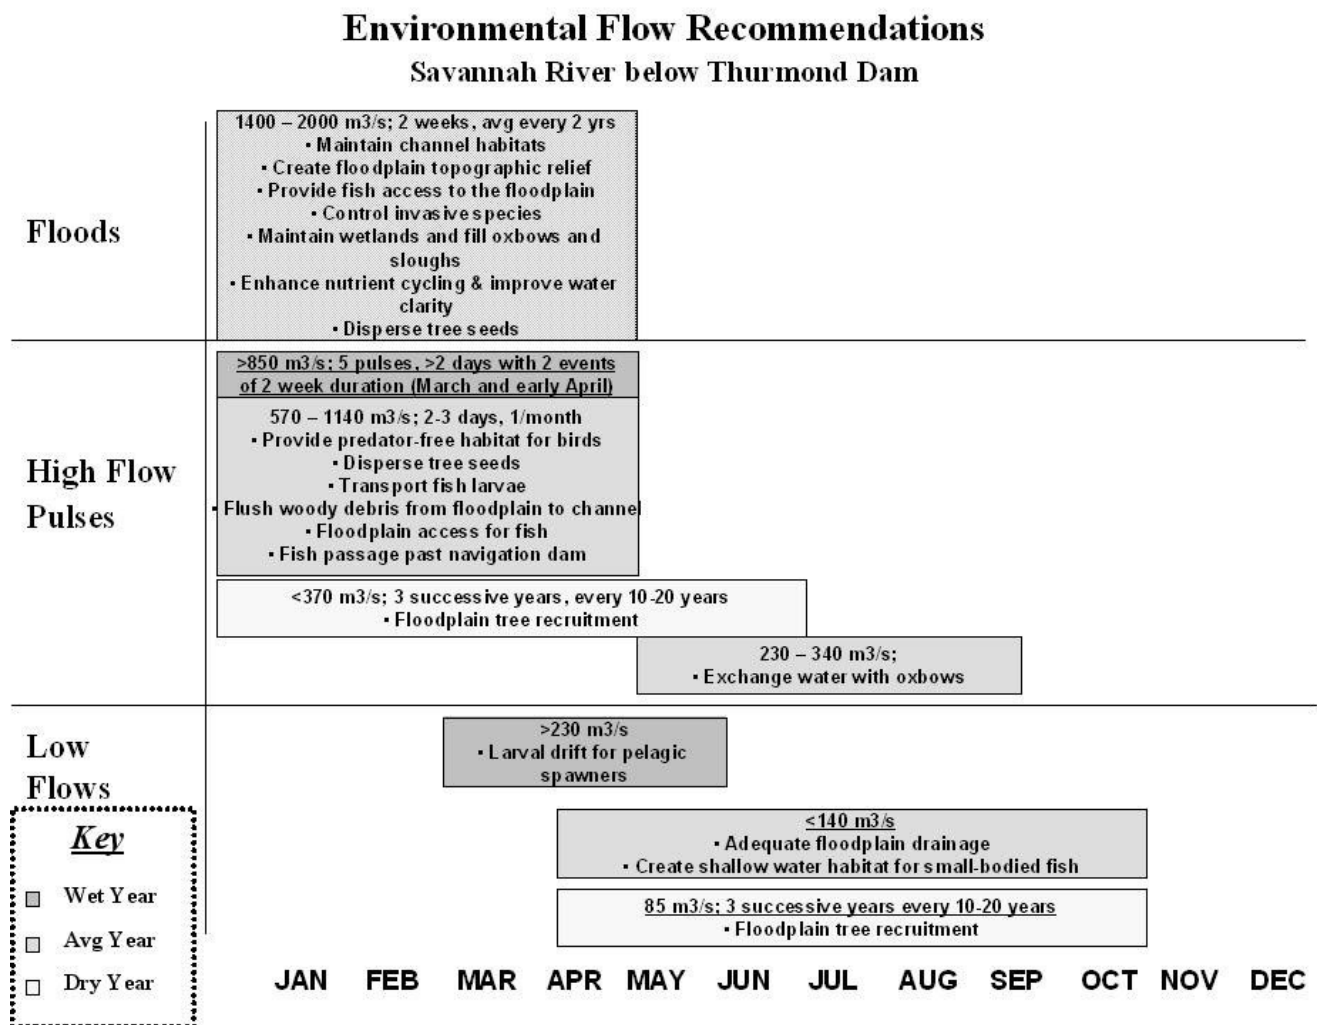 Environmental Flow Recommendations
Savannah River below Thurmond Dam
Floods
1400 – 2000 m3/s; 2 weeks, avg every 2 yrs
▪ Maintain channel habitats
▪ Create floodplain topographic relief
▪ Provide fish access to the floodplain
▪ Control invasive species
▪ Maintain wetlands and fill oxbows and
sloughs
▪ Enhance nutrient cycling & improve water
clarity
▪ Disperse tree seeds
High Flow
Pulses
>850 m3/s; 5 pulses, >2 days with 2 events
of 2 week duration (March and early April)
570 – 1140 m3/s; 2-3 days, 1/month
▪ Provide predator-free habitat for birds
▪ Disperse tree seeds
▪ Transport fish larvae
▪ Flush woody debris from floodplain to channel
▪ Floodplain access for fish
▪ Fish passage past navigation dam
<370 m3/s; 3 successive years, every 10-20 years
▪ Floodplain tree recruitment
230 – 340 m3/s;
▪ Exchange water with oxbows
Low
Flows
>230 m3/s
▪ Larval drift for pelagic
spawners
<140 m3/s
▪ Adequate floodplain drainage
▪ Create shallow water habitat for small-bodied fish
85 m3/s; 3 successive years every 10-20 years
▪ Floodplain tree recruitment
Key
Wet Year
Avg Year
Dry Year
JAN FEB MAR APR MAY JUN JUL AUG SEP OCT NOV DEC